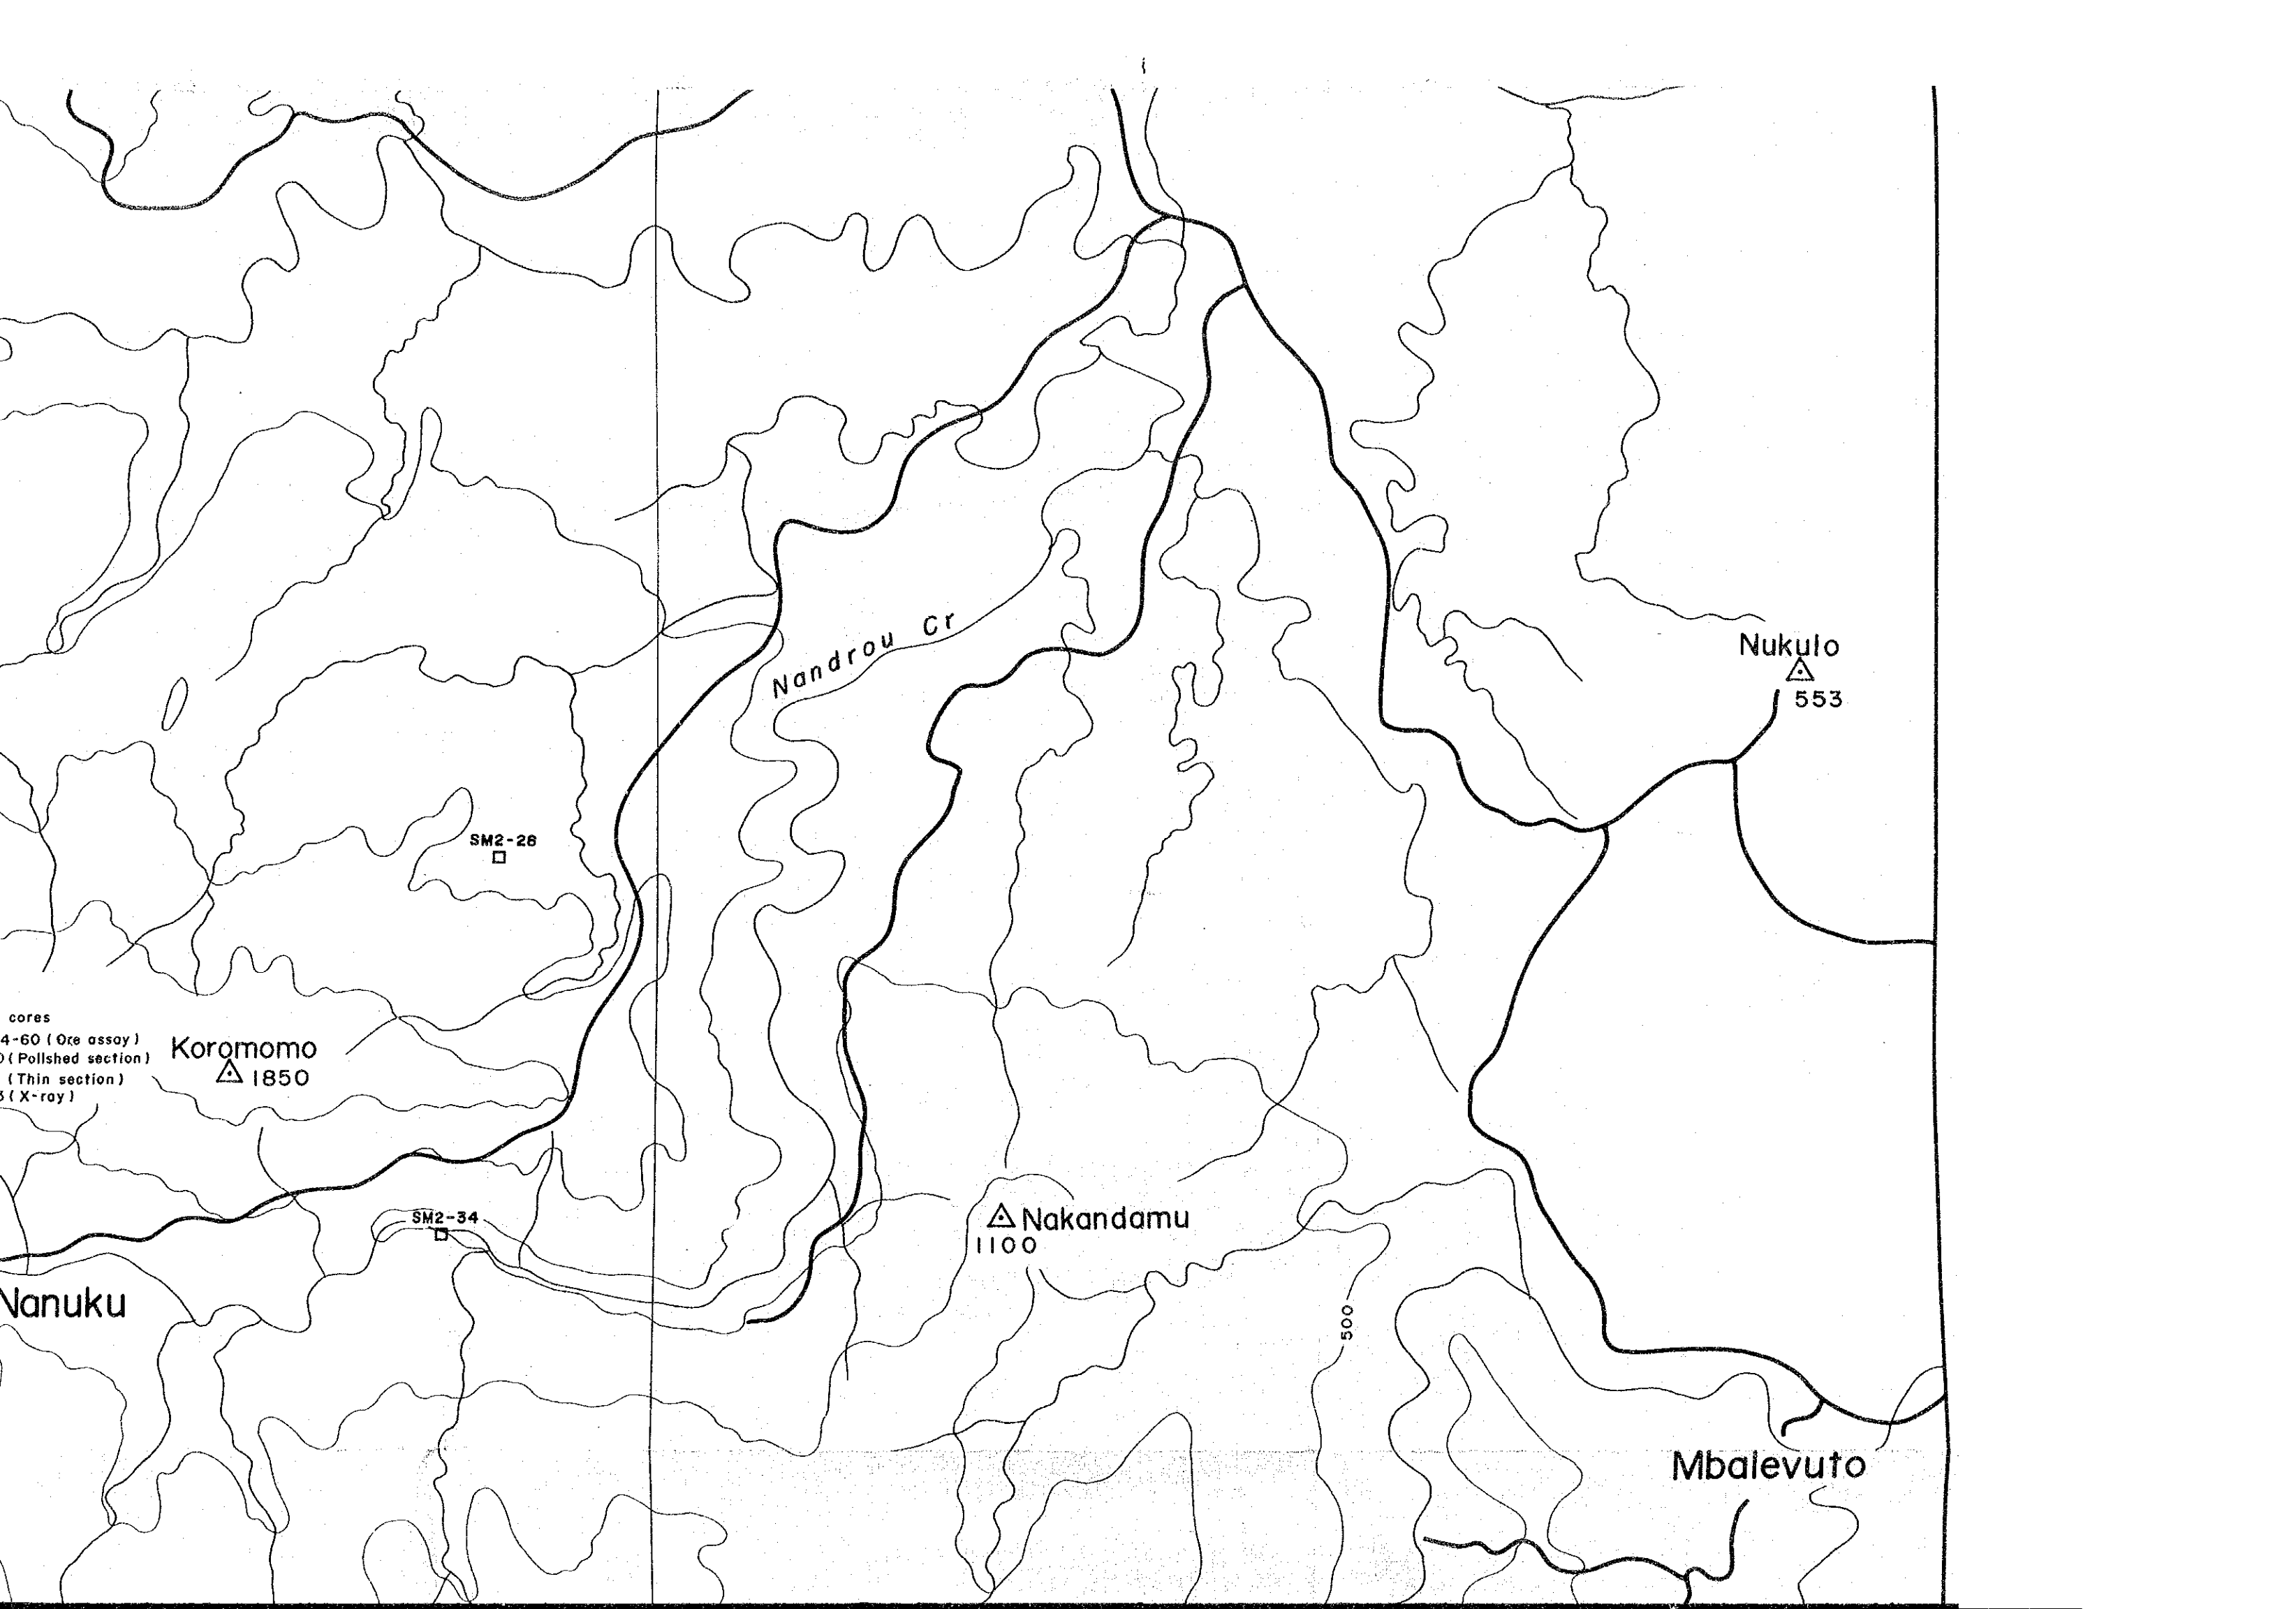 Nandrou Cr
Nukulo
553
SM2-28
cores
4-60 (Ore assay)
(Pollshed section)
(Thin section)
(X-ray)
Koromomo
1850
SM2-34
Nakandamu
1100
Nanuku
500
Mbalevuto